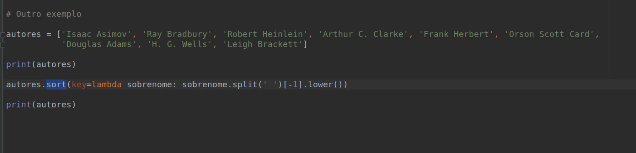 # Outro exemplo
autores = ['Isaac Asimov', 'Ray Bradbury', 'Robert Heinlein', 'Arthur C. Clarke', 'Frank Herbert', 'Orson Scott Card',
'Douglas Adams', 'H. G. Wells', 'Leigh Brackett']
print(autores)
autores.sort(key=lambda sobrenome: sobrenome.split(" ")[-1].lower())
print(autores)